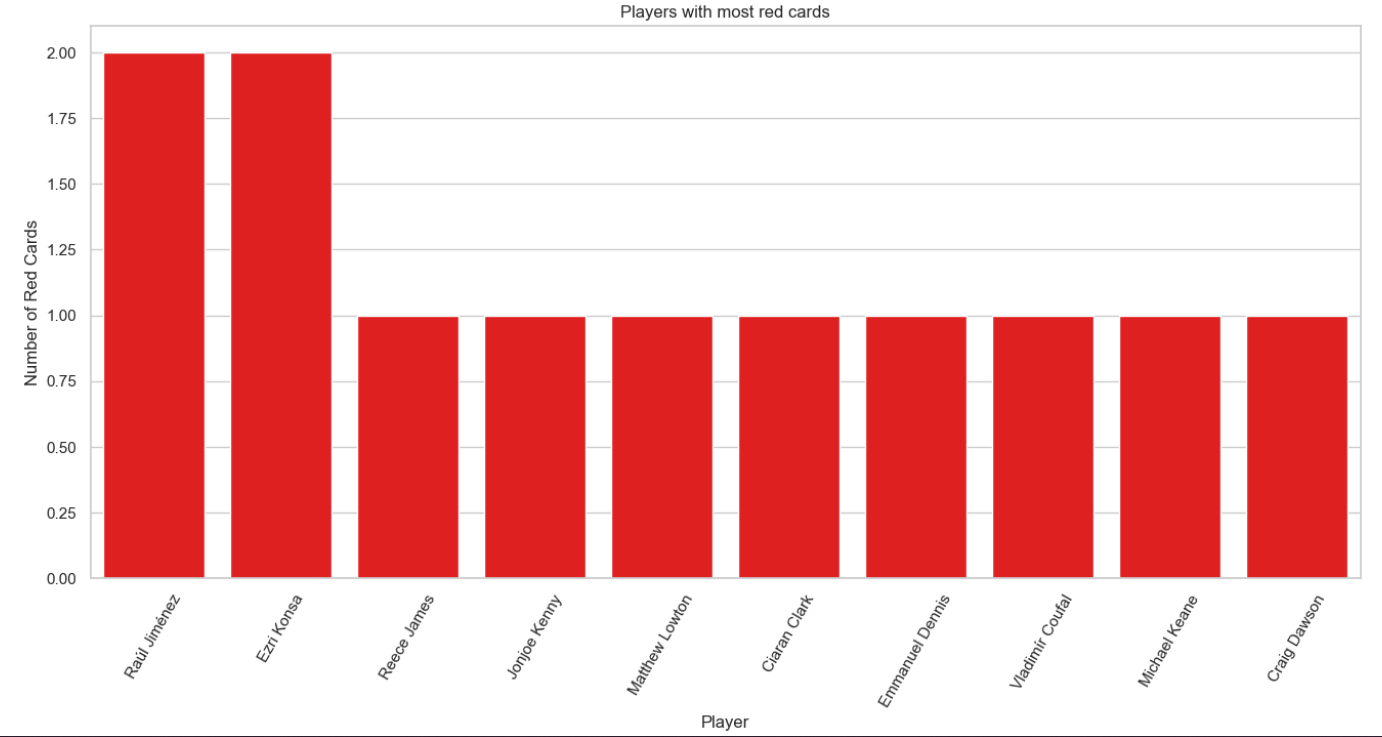 Players with most red cards
2.00
1.75
1.50
1.25
1.00
0.75
0.50
0.25
0.00
Number of Red Cards
Raúl Jiménez
Ezri Konsa
Reece James
Jonjoe Kenny
Matthew Lowton
Ciaran Clark
Emmanuel Dennis
Vladimír Coufal
Michael Keane
Craig Dawson
Player